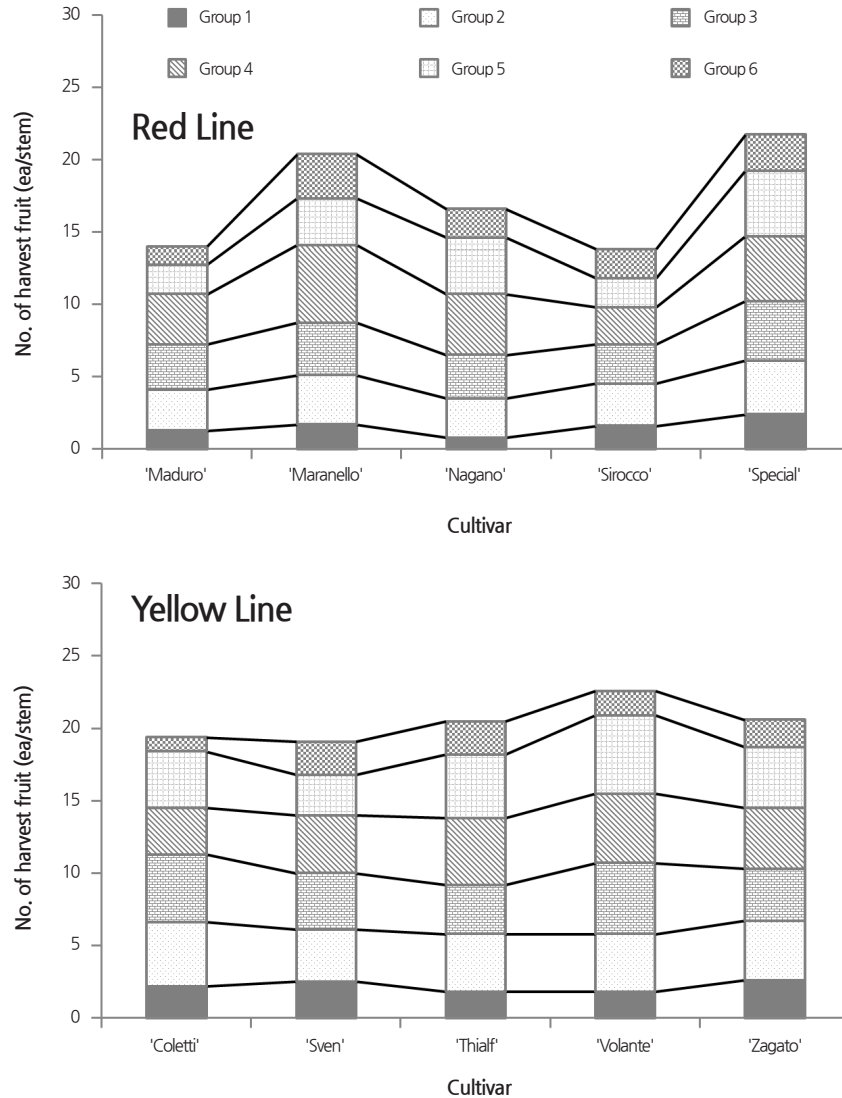 30
Group 1
Group 2
Group 3
Group 4
Group 5
Group 6
25
Red Line
20
15
10
5
0
No. of harvest fruit (ea/stem)
'Maduro' 'Maranello' 'Nagano' 'Sirocco' 'Special'
Cultivar
30
Yellow Line
25
20
15
10
5
0
No. of harvest fruit (ea/stem)
'Coletti' 'Sven' 'Thialf' 'Volante' 'Zagato'
Cultivar